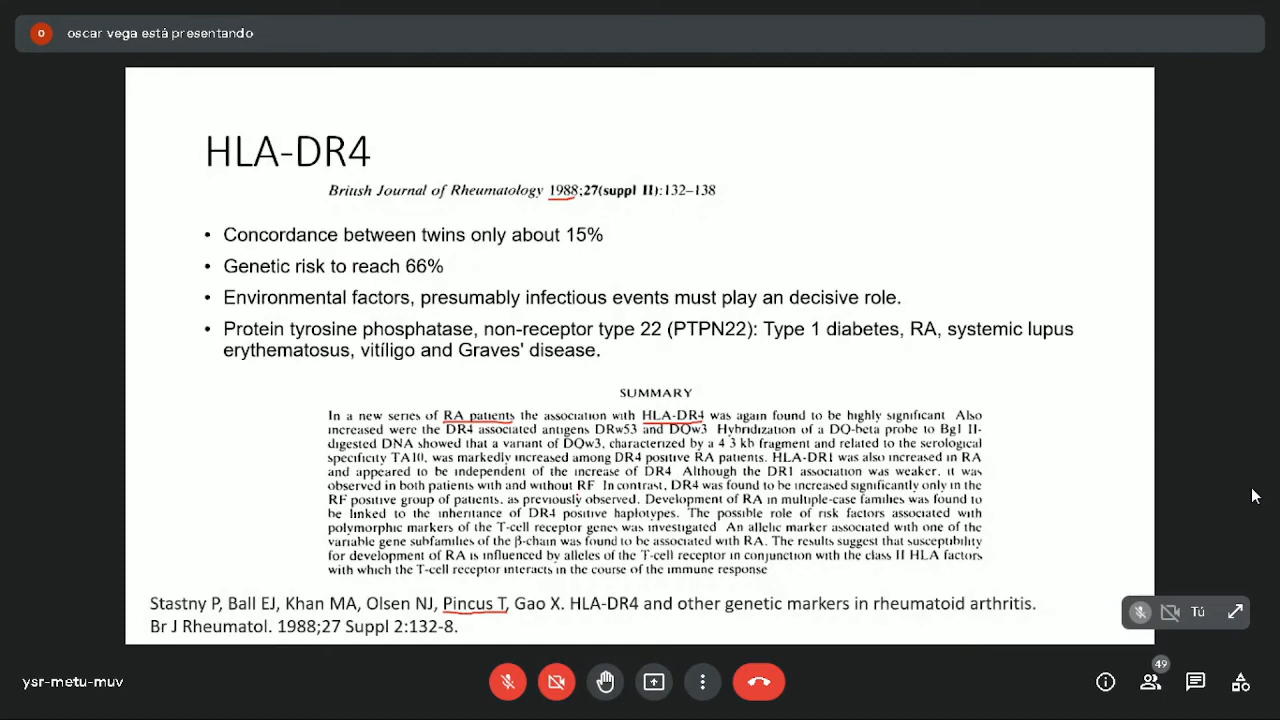 O
oscar vega está presentando
HLA-DR4
British Journal of Rheumatology 1988;27(suppl II):132–138
• Concordance between twins only about 15%
• Genetic risk to reach 66%
• Environmental factors, presumably infectious events must play an decisive role.
• Protein tyrosine phosphatase, non-receptor type 22 (PTPN22): Type 1 diabetes, RA, systemic lupus
erythematosus, vitíligo and Graves' disease.
SUMMARY
In a new series of RA patients the association with HLA-DR4 was again found to be highly significant Also
increased were the DR4 associated antigens DRw53 and DQw3 Hybridization of a DQ-beta probe to Bgl II-
digested DNA showed that a variant of DQw3, characterized by a 4 3 kb fragment and related to the serological
specificity TA10, was markedly increased among DR4 positive RA patients. HLA-DR1 was also increased in RA
and appeared to be independent of the increase of DR4 Although the DR1 association was weaker, it was
observed in both patients with and without RF In contrast, DR4 was found to be increased significantly only in the
RF positive group of patients, as previously observed. Development of RA in multiple-case families was found to
be linked to the inheritance of DR4 positive haplotypes. The possible role of risk factors associated with
polymorphic markers of the T-cell receptor genes was investigated An allelic marker associated with one of the
variable gene subfamilies of the β-chain was found to be associated with RA. The results suggest that susceptibility
for development of RA is influenced by alleles of the T-cell receptor in conjunction with the class II HLA factors
with which the T-cell receptor interacts in the course of the immune response
Stastny P, Ball EJ, Khan MA, Olsen NJ, Pincus T, Gao X. HLA-DR4 and other genetic markers in rheumatoid arthritis.
Br J Rheumatol. 1988;27 Suppl 2:132-8.
Tú
ysr-metu-muv
49